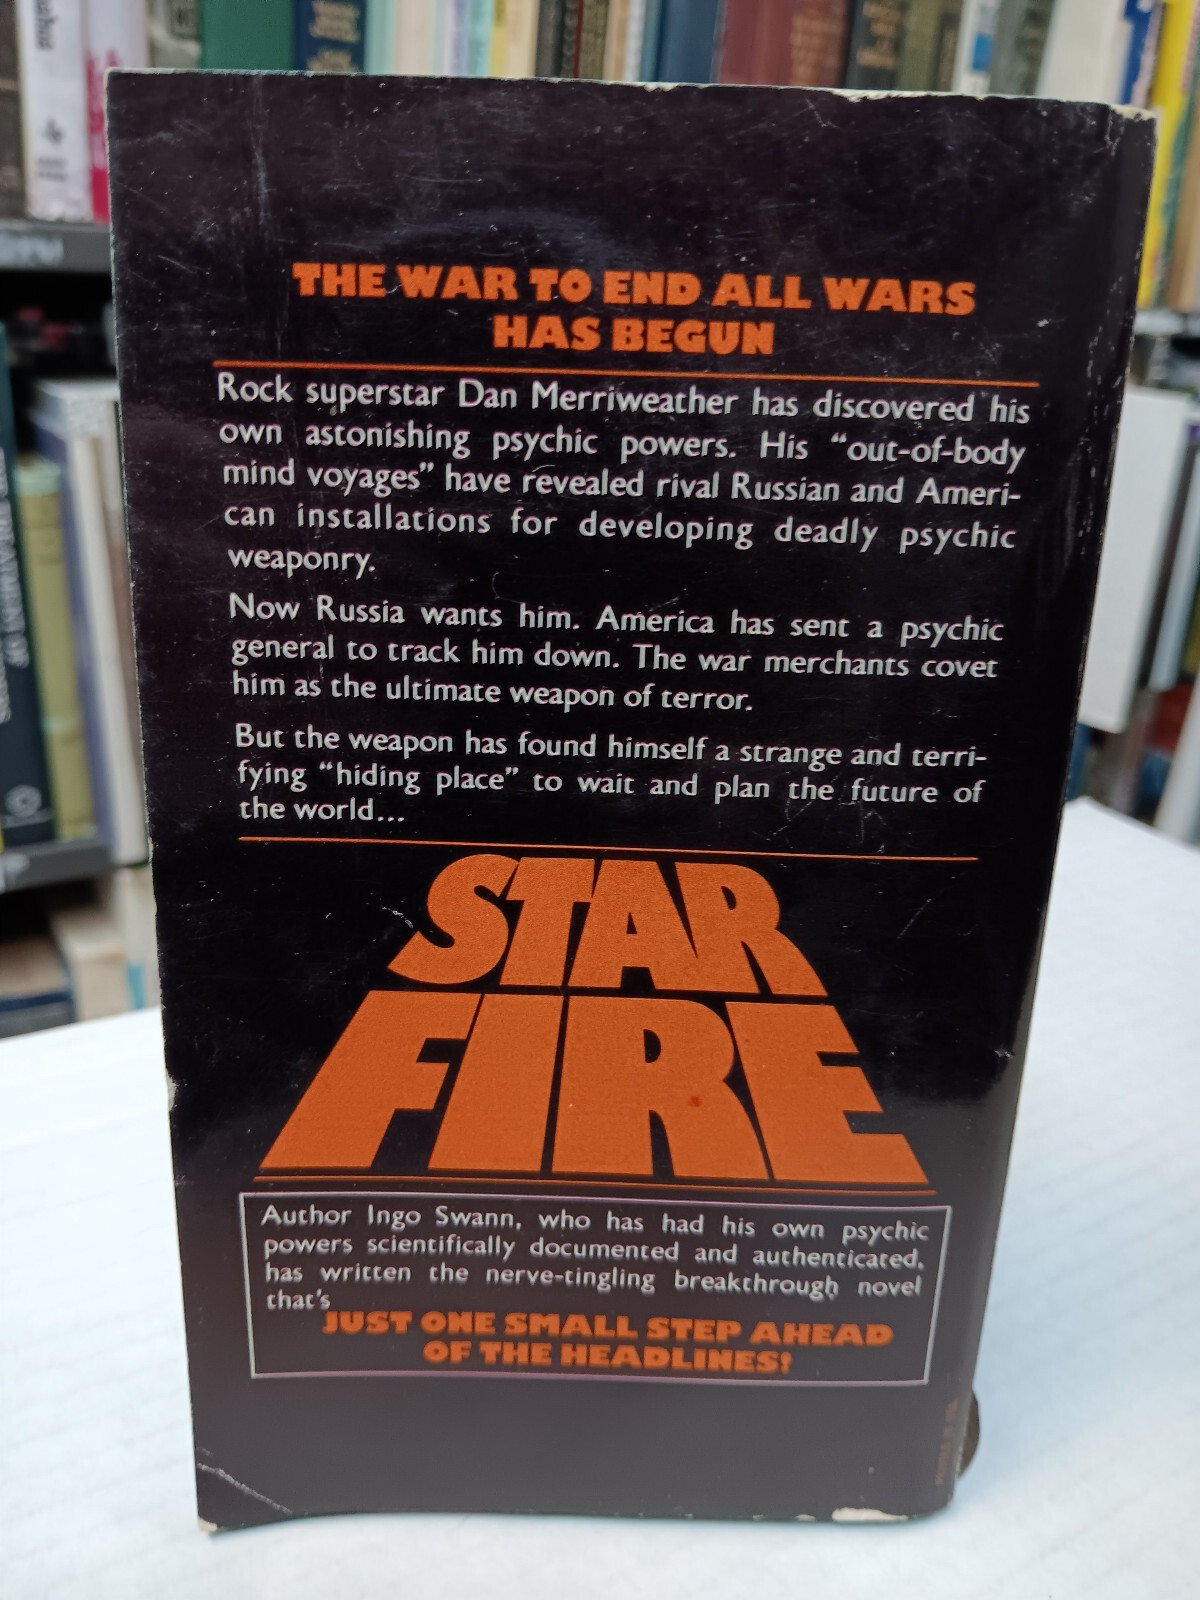 THE WAR TO END ALL WARS
HAS BEGUN
Rock superstar Dan Merriweather has discovered his
own astonishing psychic powers. His “out-of-body
mind voyages” have revealed rival Russian and Ameri-
can installations for developing deadly psychic
weaponry.
Now Russia wants him. America has sent a psychic
general to track him down. The war merchants covet
him as the ultimate weapon of terror.
But the weapon has found himself a strange and terri-
fying “hiding place” to wait and plan the future of
the world...
STAR
FIRE
Author Ingo Swann, who has had his own psychic
powers scientifically documented and authenticated,
has written the nerve-tingling breakthrough novel
that's
JUST ONE SMALL STEP AHEAD
OF THE HEADLINES!